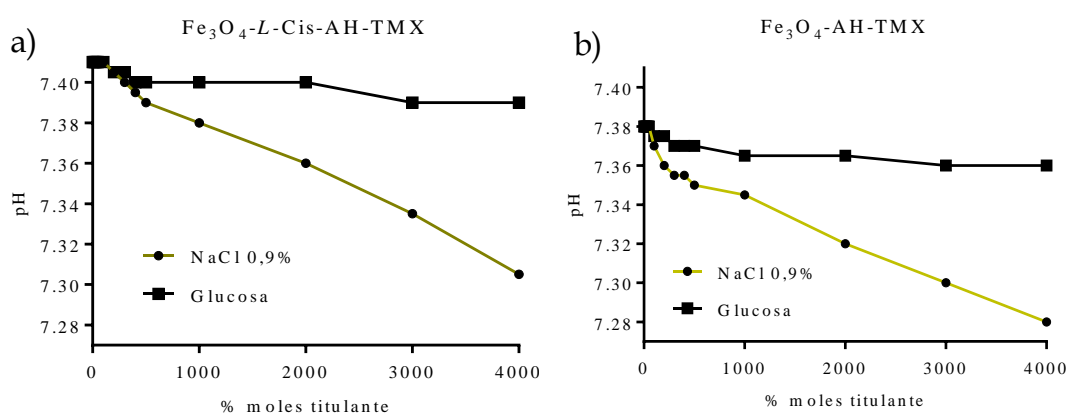 a)
Fe₃O₄-L-Cis-AH-TMX
7.40
7.38
7.36
7.34
7.32
7.30
7.28
pH
NaCl 0,9%
Glucosa
0 1000 2000 3000 4000
% moles titulante
b)
Fe₃O₄-AH-TMX
7.40
7.38
7.36
7.34
7.32
7.30
7.28
pH
NaCl 0,9%
Glucosa
0 1000 2000 3000 4000
% moles titulante